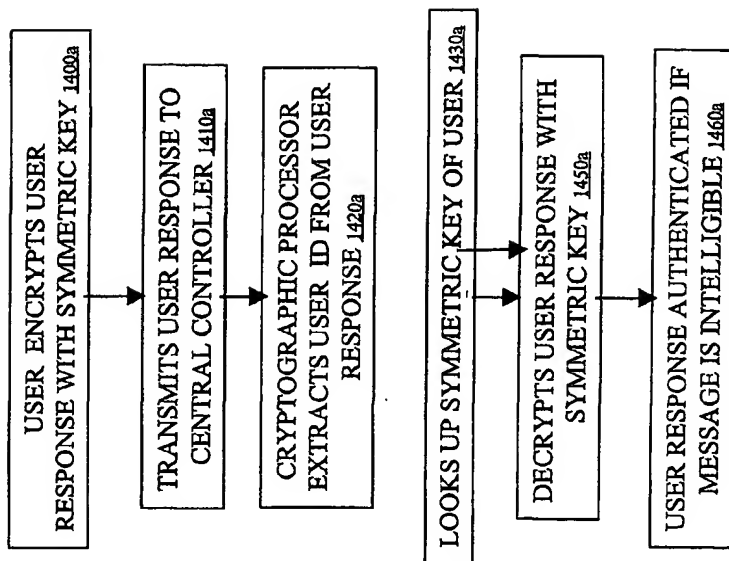 USER ENCRYPTS USER
RESPONSE WITH SYMMETRIC KEY 1400a
TRANSMITS USER RESPONSE TO
CENTRAL CONTROLLER 1410a
CRYPTOGRAPHIC PROCESSOR
EXTRACTS USER ID FROM USER
RESPONSE 1420a
LOOKS UP SYMMETRIC KEY OF USER 1430a
DECRYPTS USER RESPONSE WITH
SYMMETRIC KEY 1450a
USER RESPONSE AUTHENTICATED IF
MESSAGE IS INTELLIGIBLE 1460a